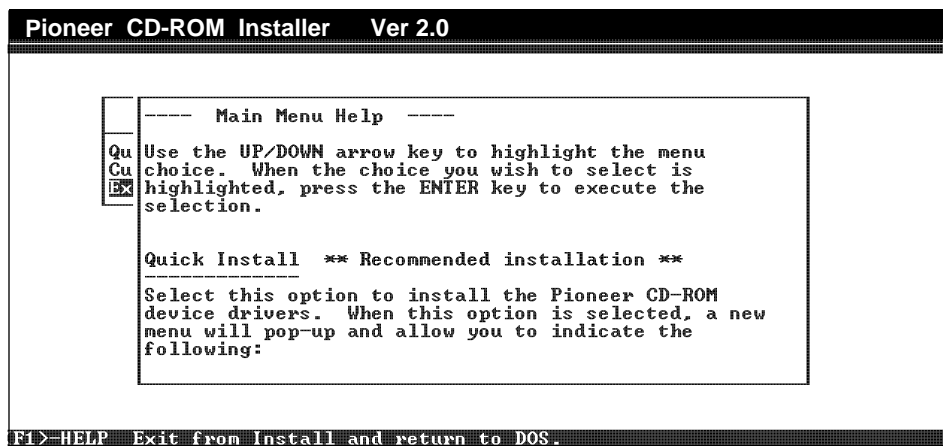 Pioneer CD-ROM Installer Ver 2.0
---- Main Menu Help ----
Qu
Cu
Ex
Use the UP/DOWN arrow key to highlight the menu
choice. When the choice you wish to select is
highlighted, press the ENTER key to execute the
selection.
Quick Install ** Recommended installation **
-------------
Select this option to install the Pioneer CD-ROM
device drivers. When this option is selected, a new
menu will pop-up and allow you to indicate the
following:
F1>-HELP Exit from Install and return to DOS.